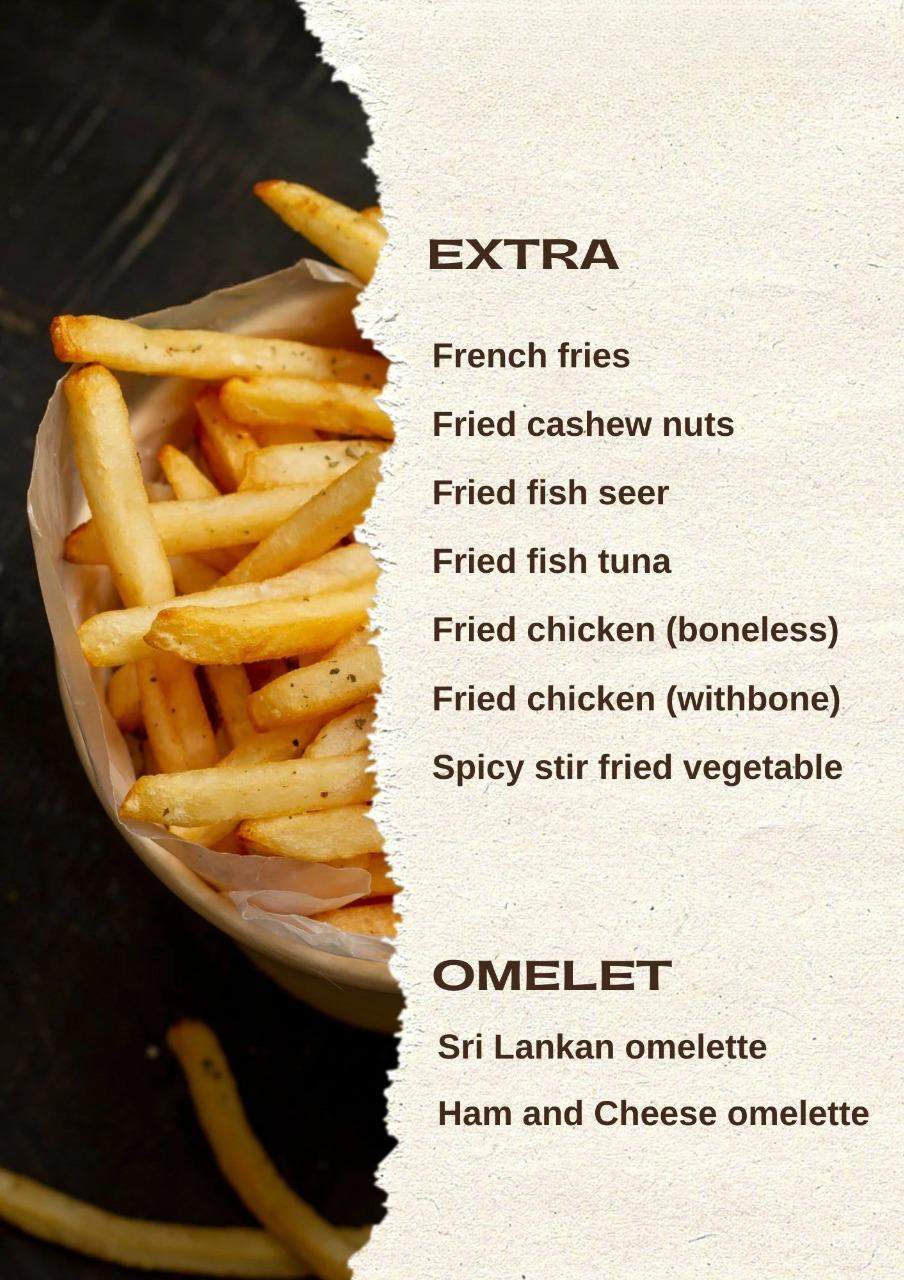 EXTRA
French fries
Fried cashew nuts
Fried fish seer
Fried fish tuna
Fried chicken (boneless)
Fried chicken (withbone)
Spicy stir fried vegetable
OMELET
Sri Lankan omelette
Ham and Cheese omelette